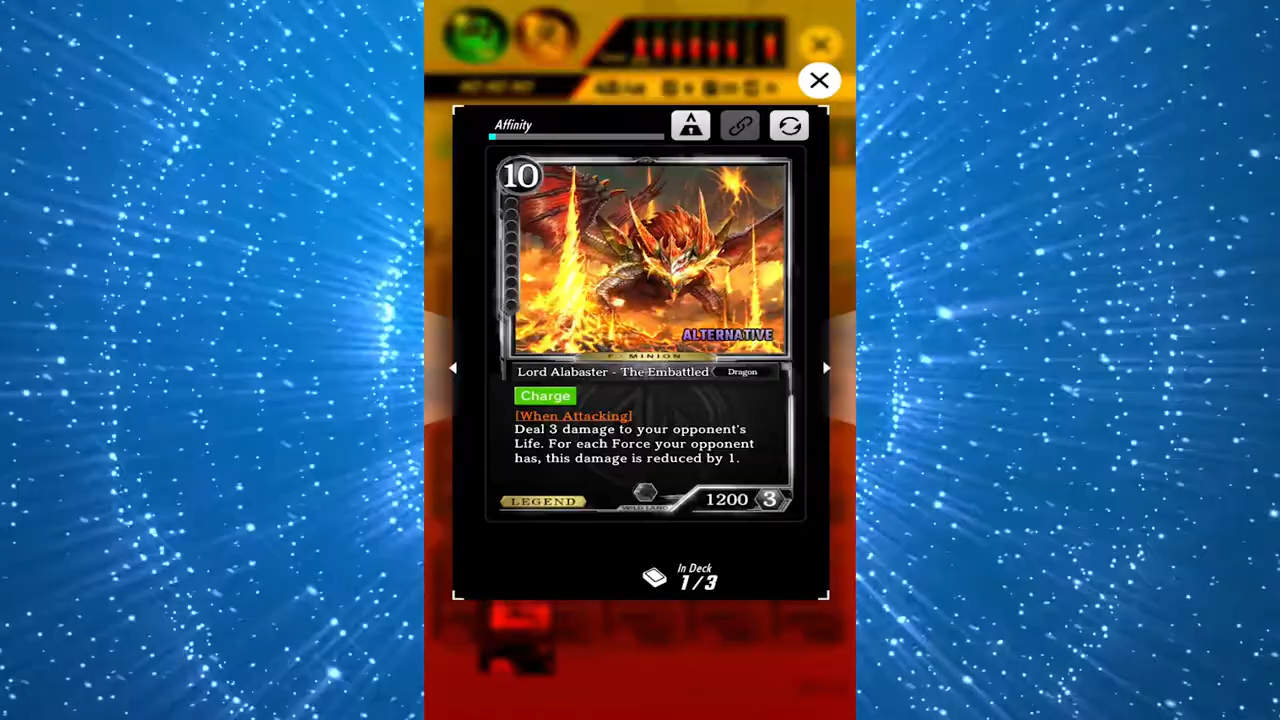 Affinity
10
ALTERNATIVE
F - MINION
Lord Alabaster - The Embattled
Dragon
Charge
[When Attacking]
Deal 3 damage to your opponent's
Life. For each Force your opponent
has, this damage is reduced by 1.
LEGEND
WILD LAND
1200
3
In Deck
1/3